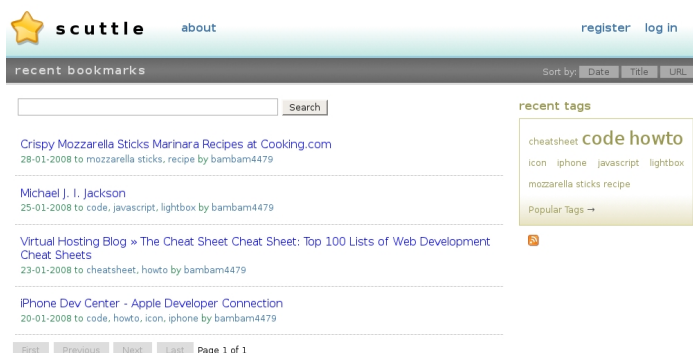 scuttle about register log in
recent bookmarks Sort by: Date Title URL
Search
recent tags
Crispy Mozzarella Sticks Marinara Recipes at Cooking.com
28-01-2008 to mozzarella sticks, recipe by bambam4479
Michael J. I. Jackson
25-01-2008 to code, javascript, lightbox by bambam4479
Virtual Hosting Blog » The Cheat Sheet Cheat Sheet: Top 100 Lists of Web Development
Cheat Sheets
23-01-2008 to cheatsheet, howto by bambam4479
iPhone Dev Center - Apple Developer Connection
20-01-2008 to code, howto, icon, iphone by bambam4479
First Previous Next Last Page 1 of 1
cheatsheet code howto
icon iphone javascript lightbox
mozzarella sticks recipe
Popular Tags →